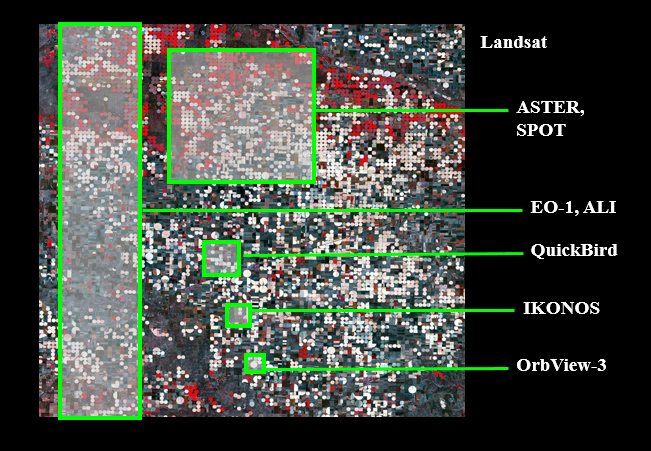 Landsat
ASTER,
SPOT
EO-1, ALI
QuickBird
IKONOS
OrbView-3